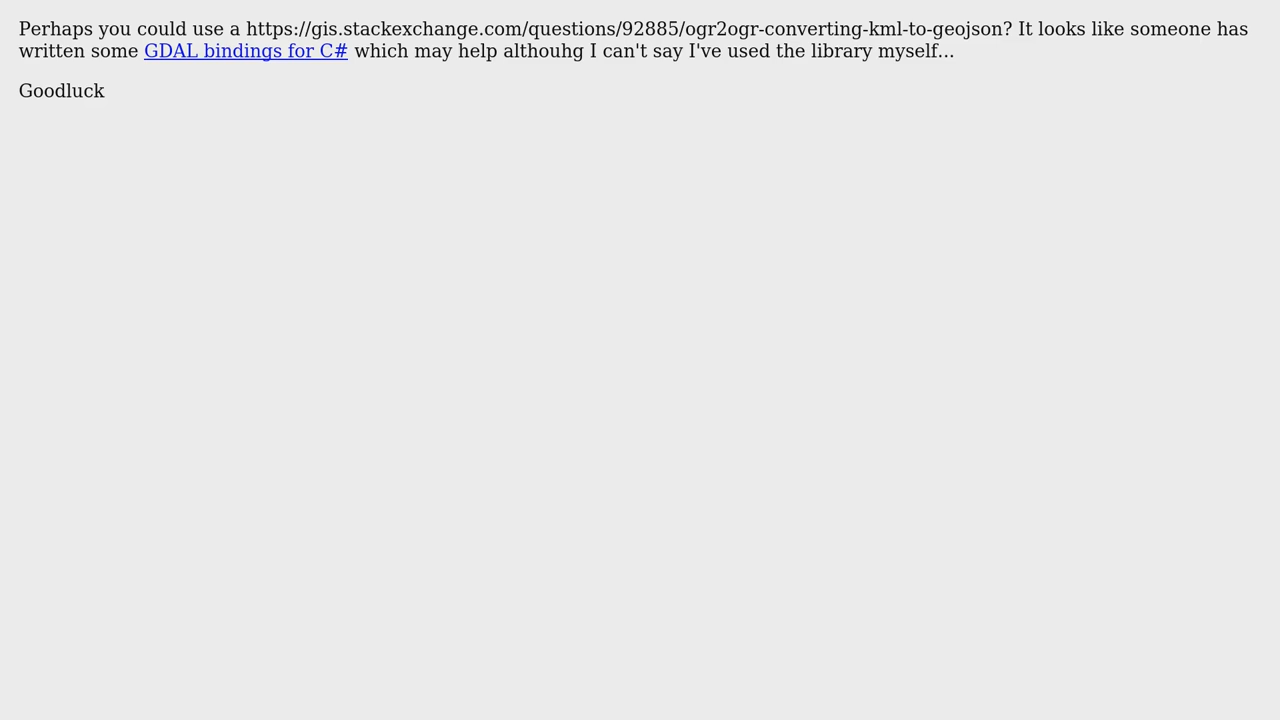 Perhaps you could use a https://gis.stackexchange.com/questions/92885/ogr2ogr-converting-kml-to-geojson? It looks like someone has
written some GDAL bindings for C# which may help althouhg I can't say I've used the library myself...
Goodluck